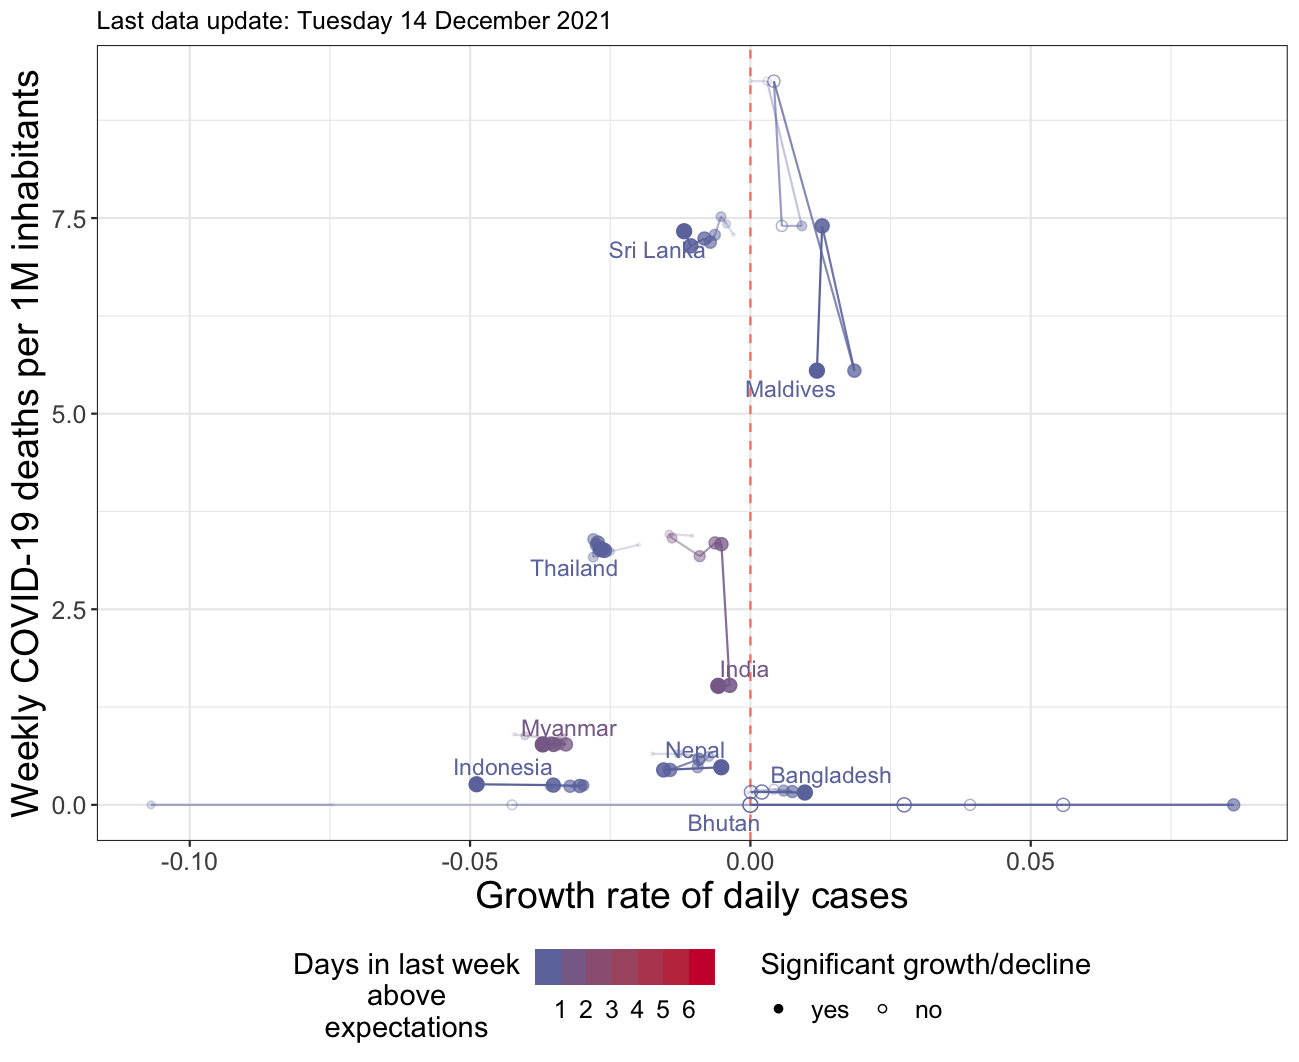 Last data update: Tuesday 14 December 2021
Weekly COVID-19 deaths per 1M inhabitants
7.5
5.0
2.5
0.0
Sri Lanka
Maldives
Thailand
India
Myanmar
Nepal
Indonesia
Bangladesh
Bhutan
-0.10
-0.05
0.00
0.05
Growth rate of daily cases
Days in last week
above
expectations
1 2 3 4 5 6
Significant growth/decline
yes no